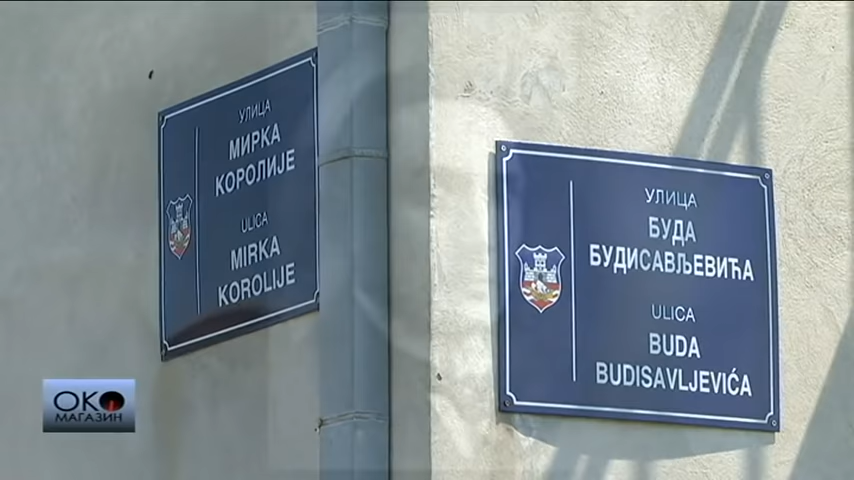 УЛИЦА
МИРКА
КОРОЛИЈЕ
ULICA
MIRKA
KOROLIJE
УЛИЦА
БУДА
БУДИСАВЉЕВИЋА
ULICA
BUDA
BUDISAVLJEVIĆA
ОКО
МАГАЗИН